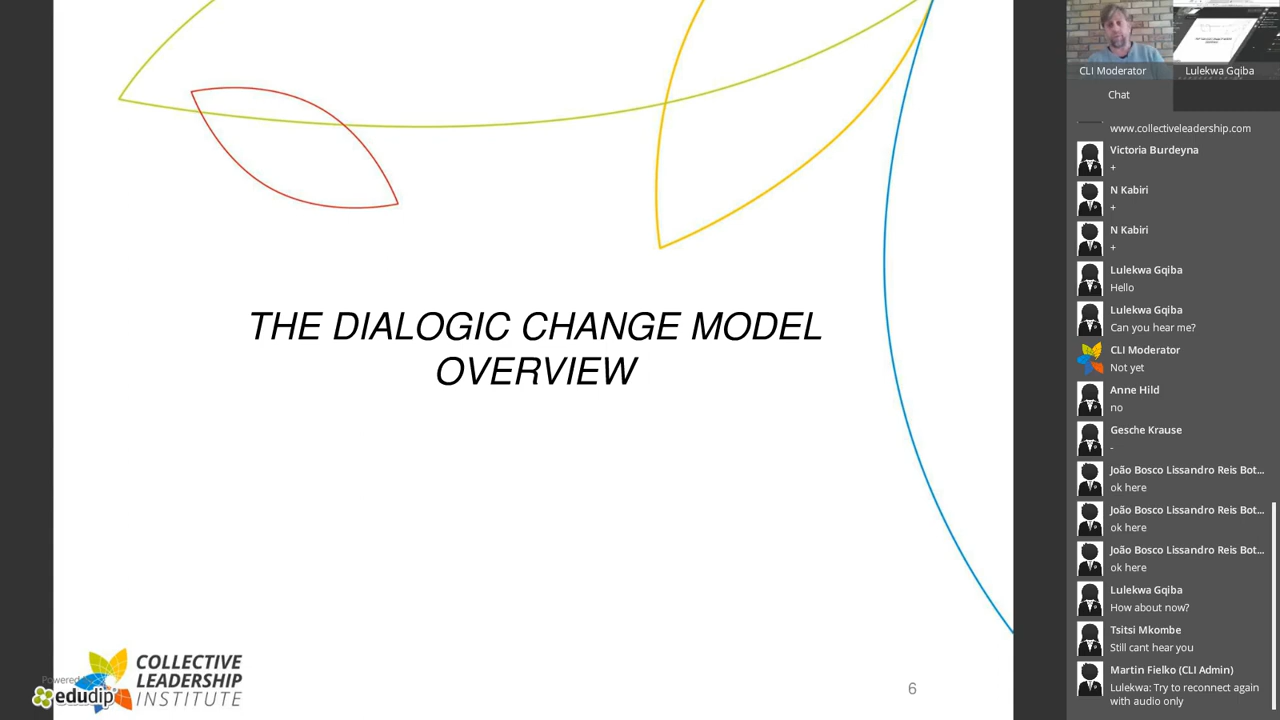 THE DIALOGIC CHANGE MODEL
OVERVIEW
COLLECTIVE
LEADERSHIP
INSTITUTE
Powered
edudip
6
CLI Moderator
Lulekwa Gqiba
Chat
www.collectiveleadership.com
Victoria Burdeyna
+
N Kabiri
+
N Kabiri
+
Lulekwa Gqiba
Hello
Lulekwa Gqiba
Can you hear me?
CLI Moderator
Not yet
Anne Hild
no
Gesche Krause
-
João Bosco Lissandro Reis Bot...
ok here
João Bosco Lissandro Reis Bot...
ok here
João Bosco Lissandro Reis Bot...
ok here
Lulekwa Gqiba
How about now?
Tsitsi Mkombe
Still cant hear you
Martin Fielko (CLI Admin)
Lulekwa: Try to reconnect again
with audio only